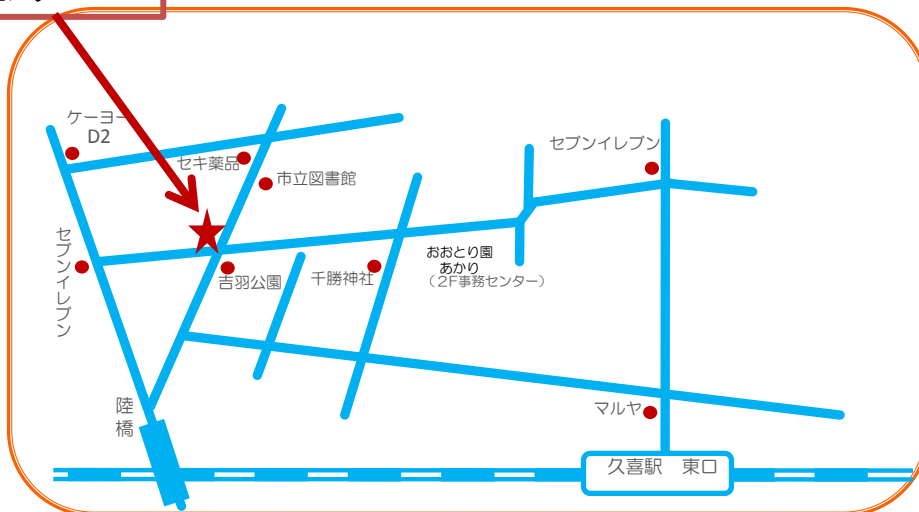 ケーヨー
D2
セキ薬品
市立図書館
セブンイレブン
セブンイレブン
吉羽公園
千勝神社
おおとり園
あかり
(2F事務センター)
陸
橋
マルヤ
久喜駅 東口